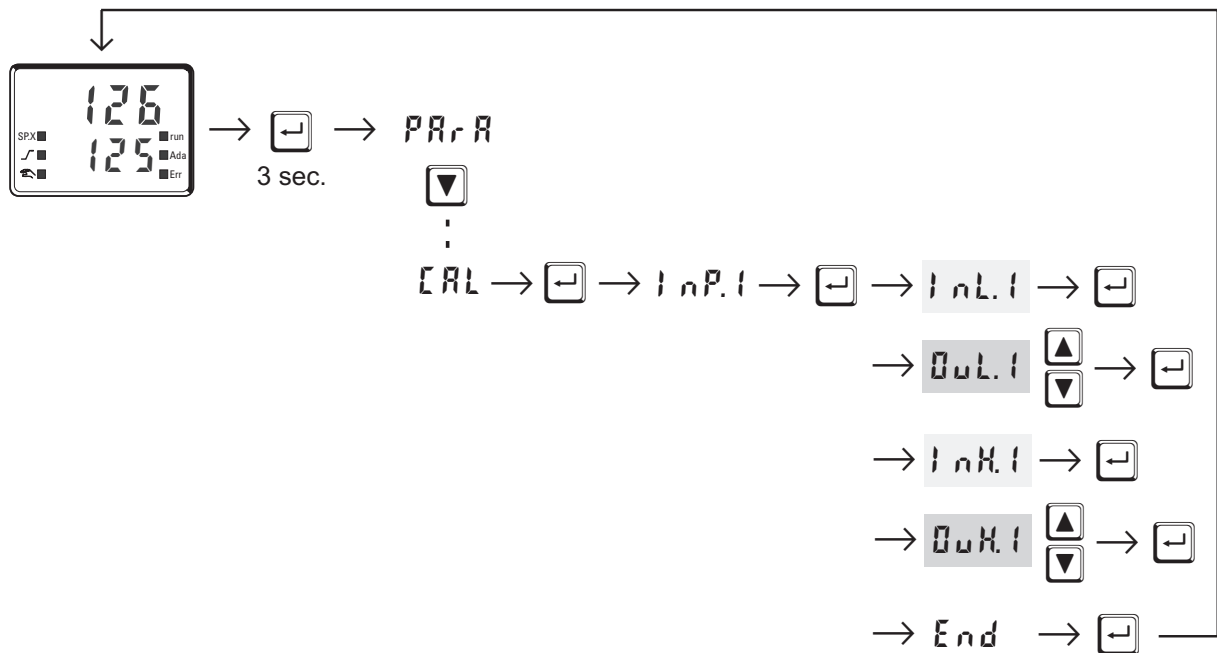 126
SP.X run
125 Ada
Err
3 sec.
PArA
CAL InP.1 InL.1
OuL.1
InH.1
OuH.1
End